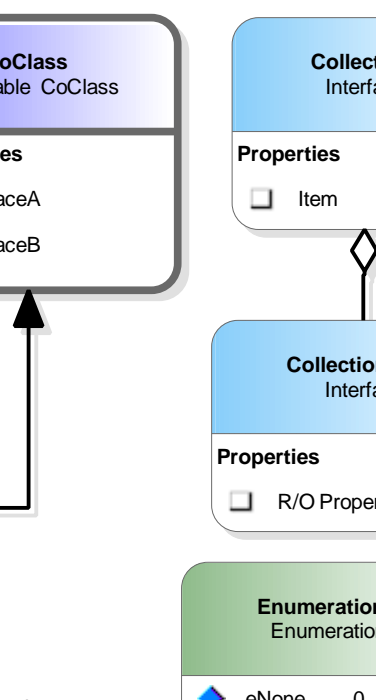 oClass
able CoClass
es
aceA
aceB
Collect
Interfa
Properties
Item
Collection
Interfa
Properties
R/O Proper
Enumeration
Enumeratio
eNone 0